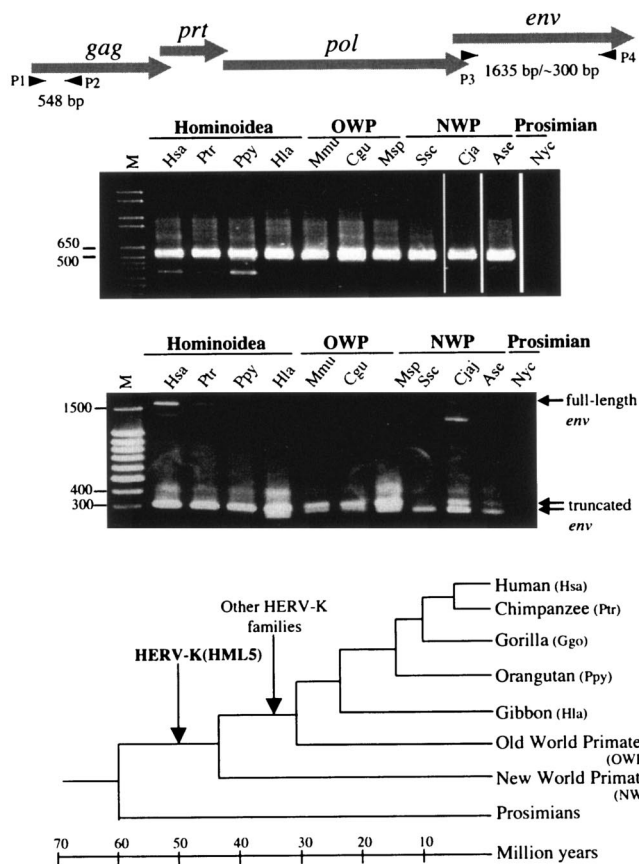 gag prt pol env
P1 P2 P3 P4
548 bp
1635 bp/~300 bp
Hominoidea OWP NWP Prosimian
M Hsa Ptr Ppy Hla Mmu Cgu Msp Ssc Cja Ase Nyc
650
500
Hominoidea OWP NWP Prosimian
M Hsa Ptr Ppy Hla Mmu Cgu Msp Ssc Cjaj Ase Nyc
1500
full-length
env
400
300
truncated
env
Other HERV-K
families
HERV-K(HML5)
Human (Hsa)
Chimpanzee (Ptr)
Gorilla (Ggo)
Orangutan (Ppy)
Gibbon (Hla)
Old World Primate
(OW
New World Primat
(NW
Prosimians
70 60 50 40 30 20 10 Million years